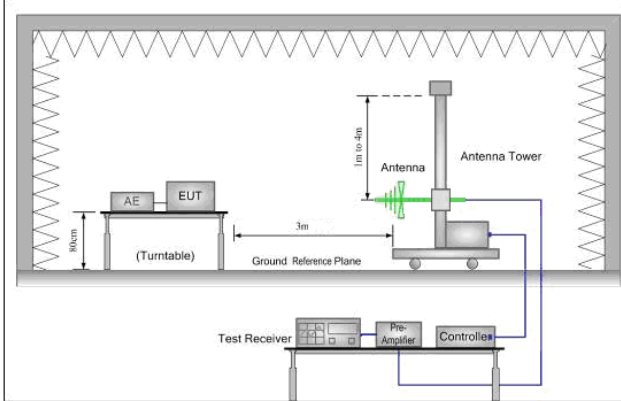 1m to 4m
Antenna
Antenna Tower
AE
EUT
80cm
3m
(Turntable)
Ground Reference Plane
Test Receiver
Pre-
Amplifier
Controller